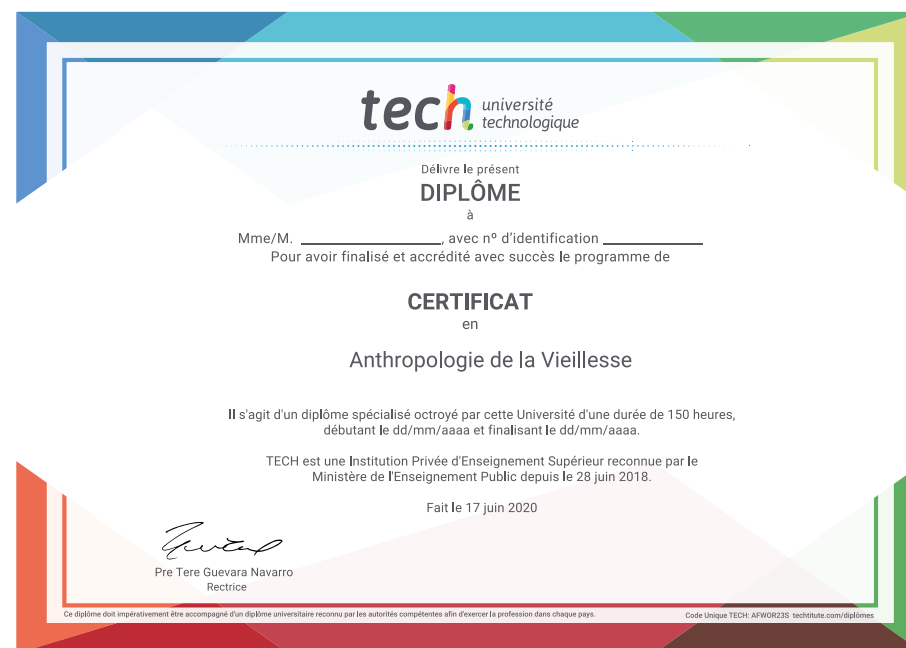 tech université
technologique
Délivre le présent
DIPLÔME
à
Mme/M. ____________________, avec nº d'identification ______________
Pour avoir finalisé et accrédité avec succès le programme de
CERTIFICAT
en
Anthropologie de la Vieillesse
Il s'agit d'un diplôme spécialisé octroyé par cette Université d'une durée de 150 heures,
débutant le dd/mm/aaaa et finalisant le dd/mm/aaaa.
TECH est une Institution Privée d'Enseignement Supérieur reconnue par le
Ministère de l'Enseignement Public depuis le 28 juin 2018.
Fait le 17 juin 2020
Pre Tere Guevara Navarro
Rectrice
Ce diplôme doit impérativement être accompagné d'un diplôme universitaire reconnu par les autorités compétentes afin d'exercer la profession dans chaque pays. Code Unique TECH: AFWOR23S techtitute.com/diplômes